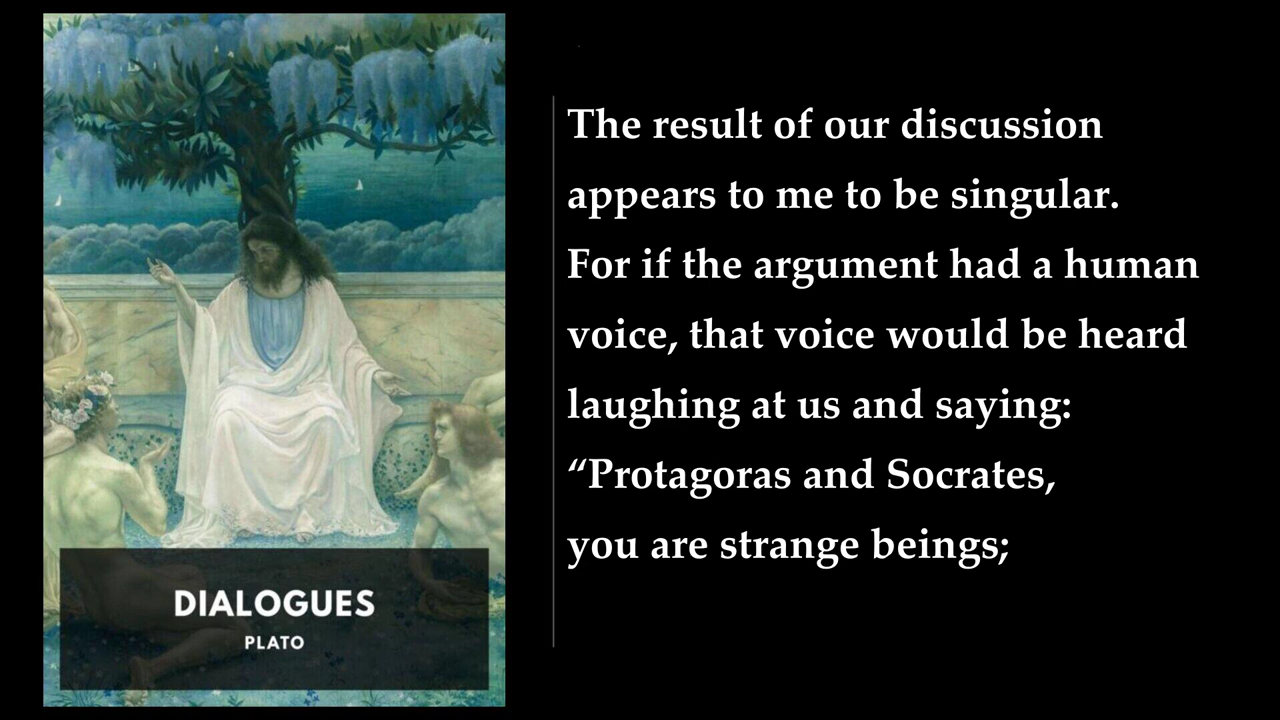 DIALOGUES
PLATO
The result of our discussion
appears to me to be singular.
For if the argument had a human
voice, that voice would be heard
laughing at us and saying:
“Protagoras and Socrates,
you are strange beings;